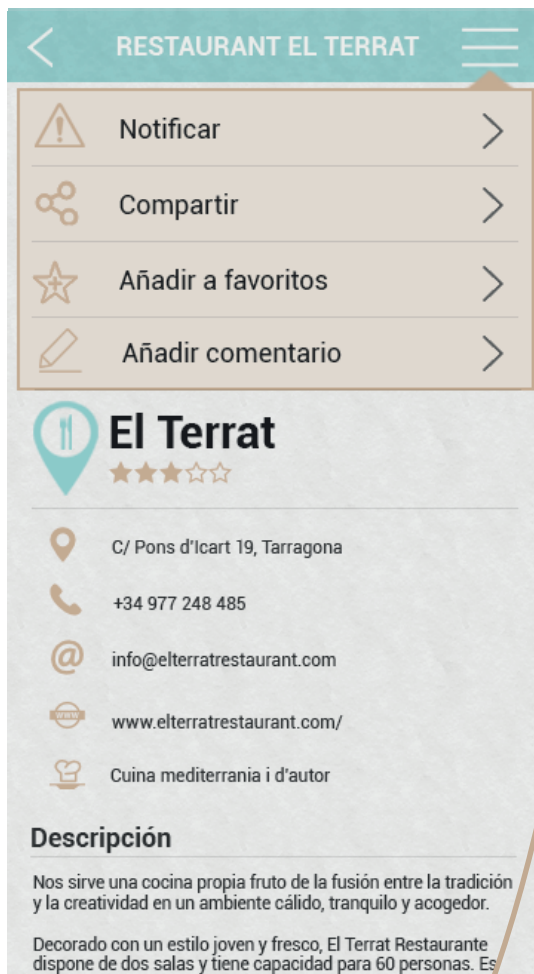 RESTAURANT EL TERRAT
Notificar
Compartir
Añadir a favoritos
Añadir comentario
El Terrat
C/ Pons d'Icart 19, Tarragona
+34 977 248 485
@
info@elterratrestaurant.com
www
www.elterratrestaurant.com/
Cuina mediterrania i d'autor
Descripción
Nos sirve una cocina propia fruto de la fusión entre la tradición
y la creatividad en un ambiente cálido, tranquilo y acogedor.
Decorado con un estilo joven y fresco, El Terrat Restaurante
dispone de dos salas y tiene capacidad para 60 personas. Es